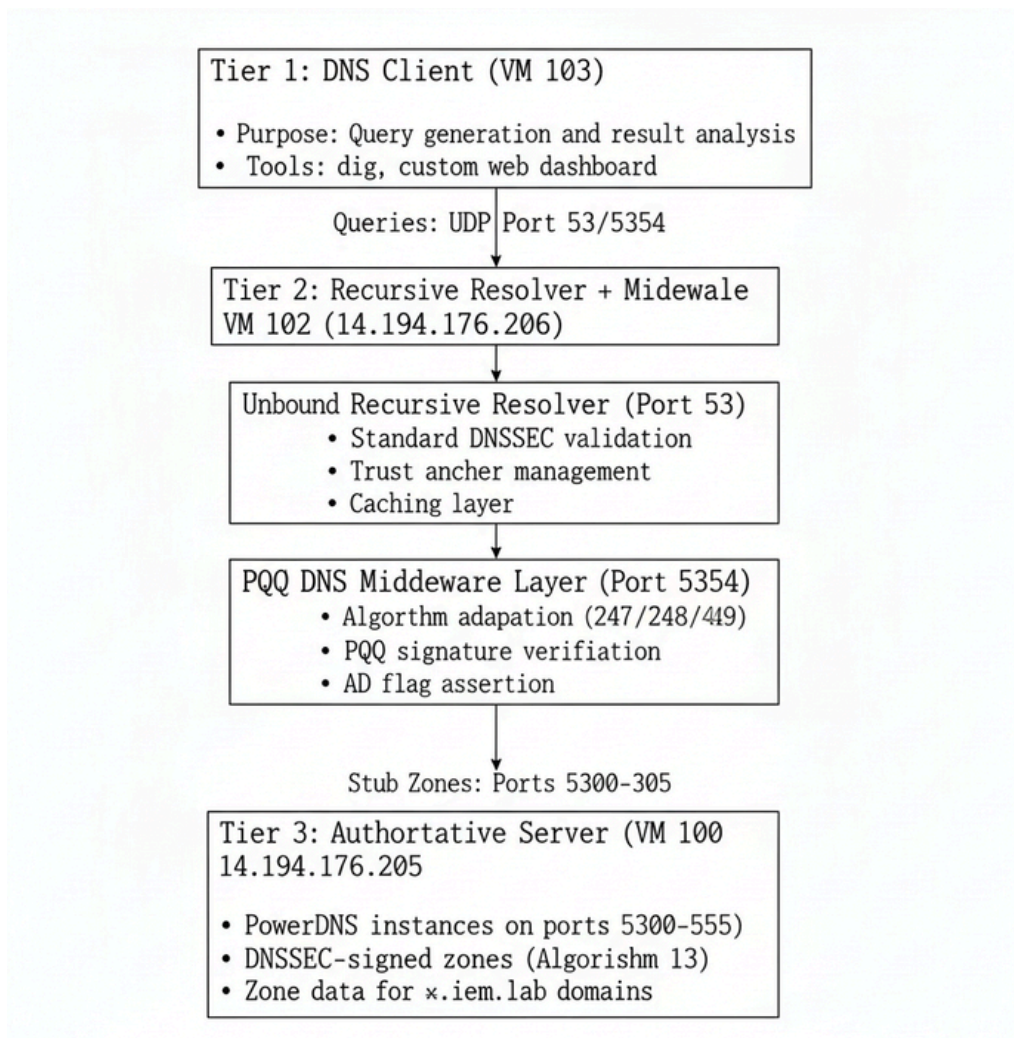 Tier 1: DNS Client (VM 103)
• Purpose: Query generation and result analysis
• Tools: dig, custom web dashboard
Queries: UDP Port 53/5354
Tier 2: Recursive Resolver + Midewale
VM 102 (14.194.176.206)
Unbound Recursive Resolver (Port 53)
• Standard DNSSEC validation
• Trust ancher management
• Caching layer
PQQ DNS Middeware Layer (Port 5354)
• Algorthm adapation (247/248/449)
• PQQ signature verifiation
• AD flag assertion
Stub Zones: Ports 5300-305
Tier 3: Authortative Server (VM 100
14.194.176.205
• PowerDNS instances on ports 5300-555)
• DNSSEC-signed zones (Algorishm 13)
• Zone data for *.iem.lab domains